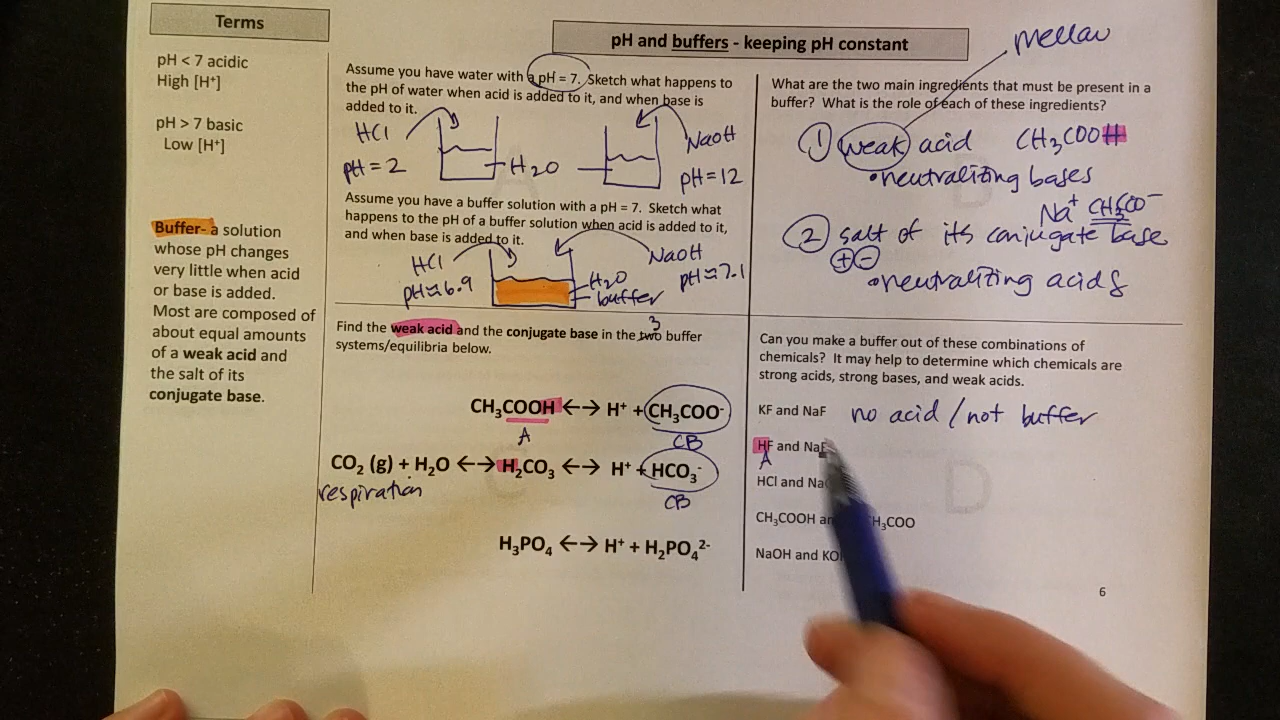 Terms
pH < 7 acidic
High [H⁺]
pH > 7 basic
Low [H⁺]
Buffer- a solution
whose pH changes
very little when acid
or base is added.
Most are composed of
about equal amounts
of a weak acid and
the salt of its
conjugate base.
pH and buffers - keeping pH constant
Assume you have water with a pH = 7. Sketch what happens to
the pH of water when acid is added to it, and when base is
added to it.
HCl
pH = 2
H2O
NaOH
pH = 12
Assume you have a buffer solution with a pH = 7. Sketch what
happens to the pH of a buffer solution when acid is added to it,
and when base is added to it.
HCl
pH ≈ 6.9
H2O
buffer
NaOH
pH ≈ 7.1
mellow
What are the two main ingredients that must be present in a
buffer? What is the role of each of these ingredients?
① weak acid CH3COOH
•neutralizing bases
Na⁺ CH3CO⁻
② salt of its conjugate base
⊕⊖
•neutralizing acids
3
Find the weak acid and the conjugate base in the two buffer
systems/equilibria below.
CH₃COOH ⟷ H⁺ + CH₃COO⁻
A CB
CO₂ (g) + H₂O ⟷ H₂CO₃ ⟷ H⁺ + HCO₃⁻
respiration CB
H₃PO₄ ⟷ H⁺ + H₂PO₄²⁻
Can you make a buffer out of these combinations of
chemicals? It may help to determine which chemicals are
strong acids, strong bases, and weak acids.
KF and NaF no acid / not buffer
HF and NaF
A
HCl and
CH₃COOH
NaOH and
6